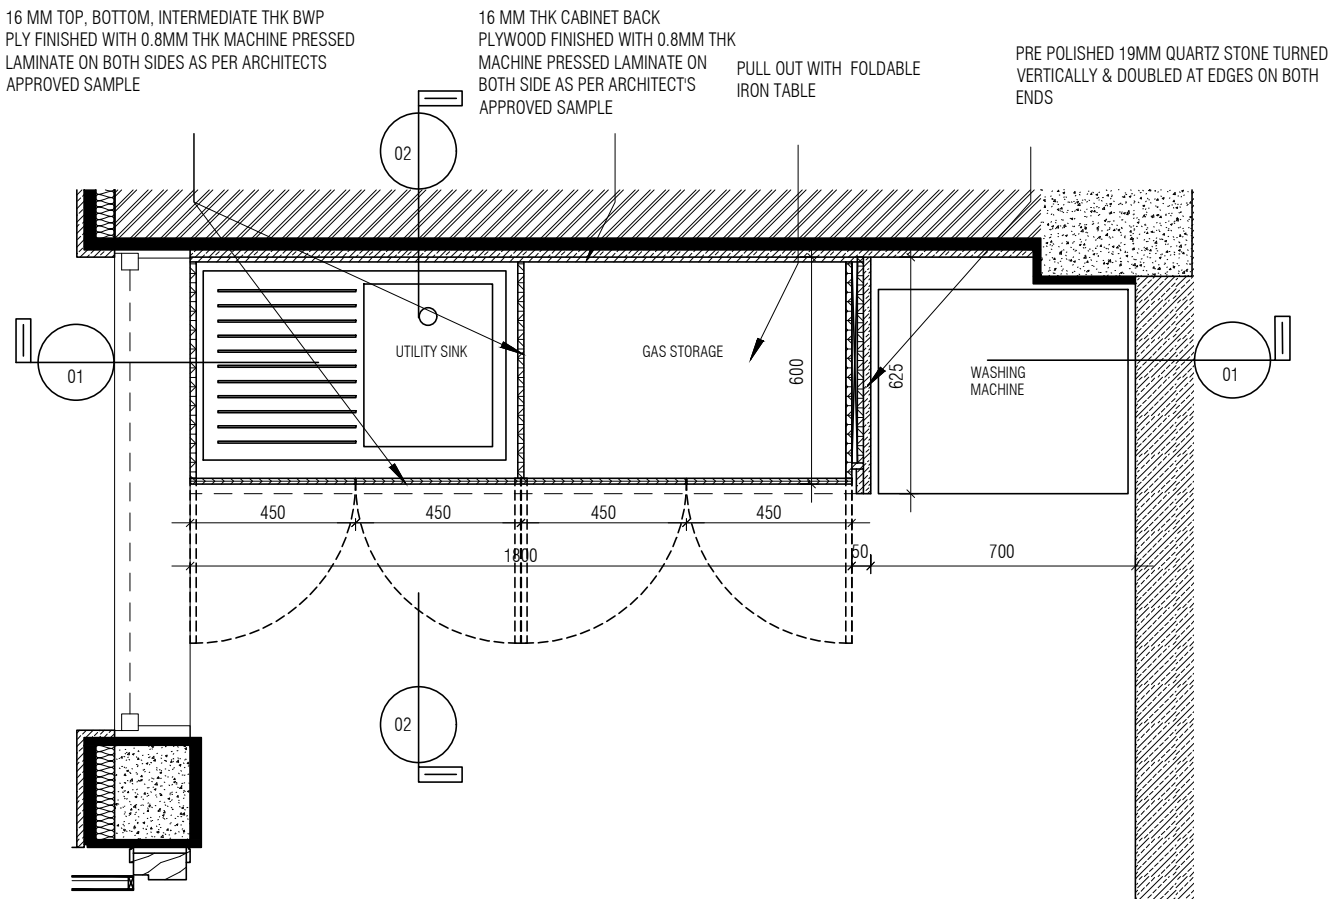 16 MM TOP, BOTTOM, INTERMEDIATE THK BWP
PLY FINISHED WITH 0.8MM THK MACHINE PRESSED
LAMINATE ON BOTH SIDES AS PER ARCHITECTS
APPROVED SAMPLE
16 MM THK CABINET BACK
PLYWOOD FINISHED WITH 0.8MM THK
MACHINE PRESSED LAMINATE ON
BOTH SIDE AS PER ARCHITECT'S
APPROVED SAMPLE
PULL OUT WITH FOLDABLE
IRON TABLE
PRE POLISHED 19MM QUARTZ STONE TURNED
VERTICALLY & DOUBLED AT EDGES ON BOTH
ENDS
02
01
UTILITY SINK
GAS STORAGE
600
625
WASHING
MACHINE
01
450
450
450
450
1800
50
700
02